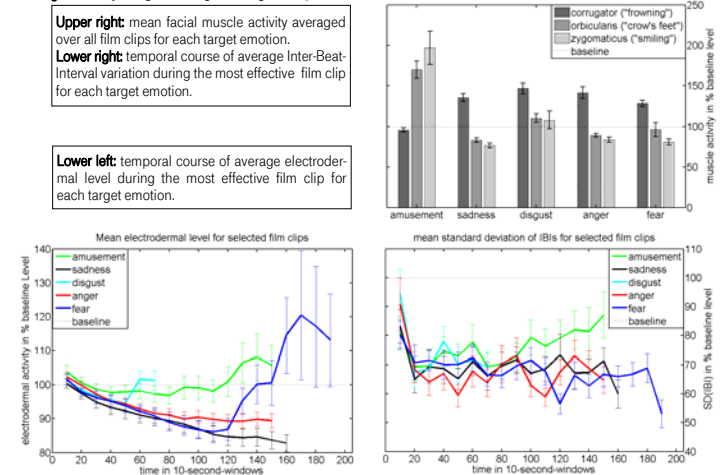 Upper right: mean facial muscle activity averaged
over all film clips for each target emotion.
Lower right: temporal course of average Inter-Beat-
Interval variation during the most effective film clip
for each target emotion.
Lower left: temporal course of average electroder-
mal level during the most effective film clip for
each target emotion.
corrugator ("frowning")
orbicularis ("crow's feet")
zygomaticus ("smiling")
baseline
250
200
150
100
50
0
muscle activity in % baseline level
amusement sadness disgust anger fear
Mean electrodermal level for selected film clips
140
130
120
110
100
90
80
electrodermal activity in % baseline Level
amusement
sadness
disgust
anger
fear
baseline
0 20 40 60 80 100 120 140 160 180 200
time in 10-second-windows
mean standard deviation of IBIs for selected film clips
amusement
sadness
disgust
anger
fear
baseline
110
100
90
80
70
60
50
40
SD(IBI) in % baseline level
0 20 40 60 80 100 120 140 160 180 200
time in 10-second-windows